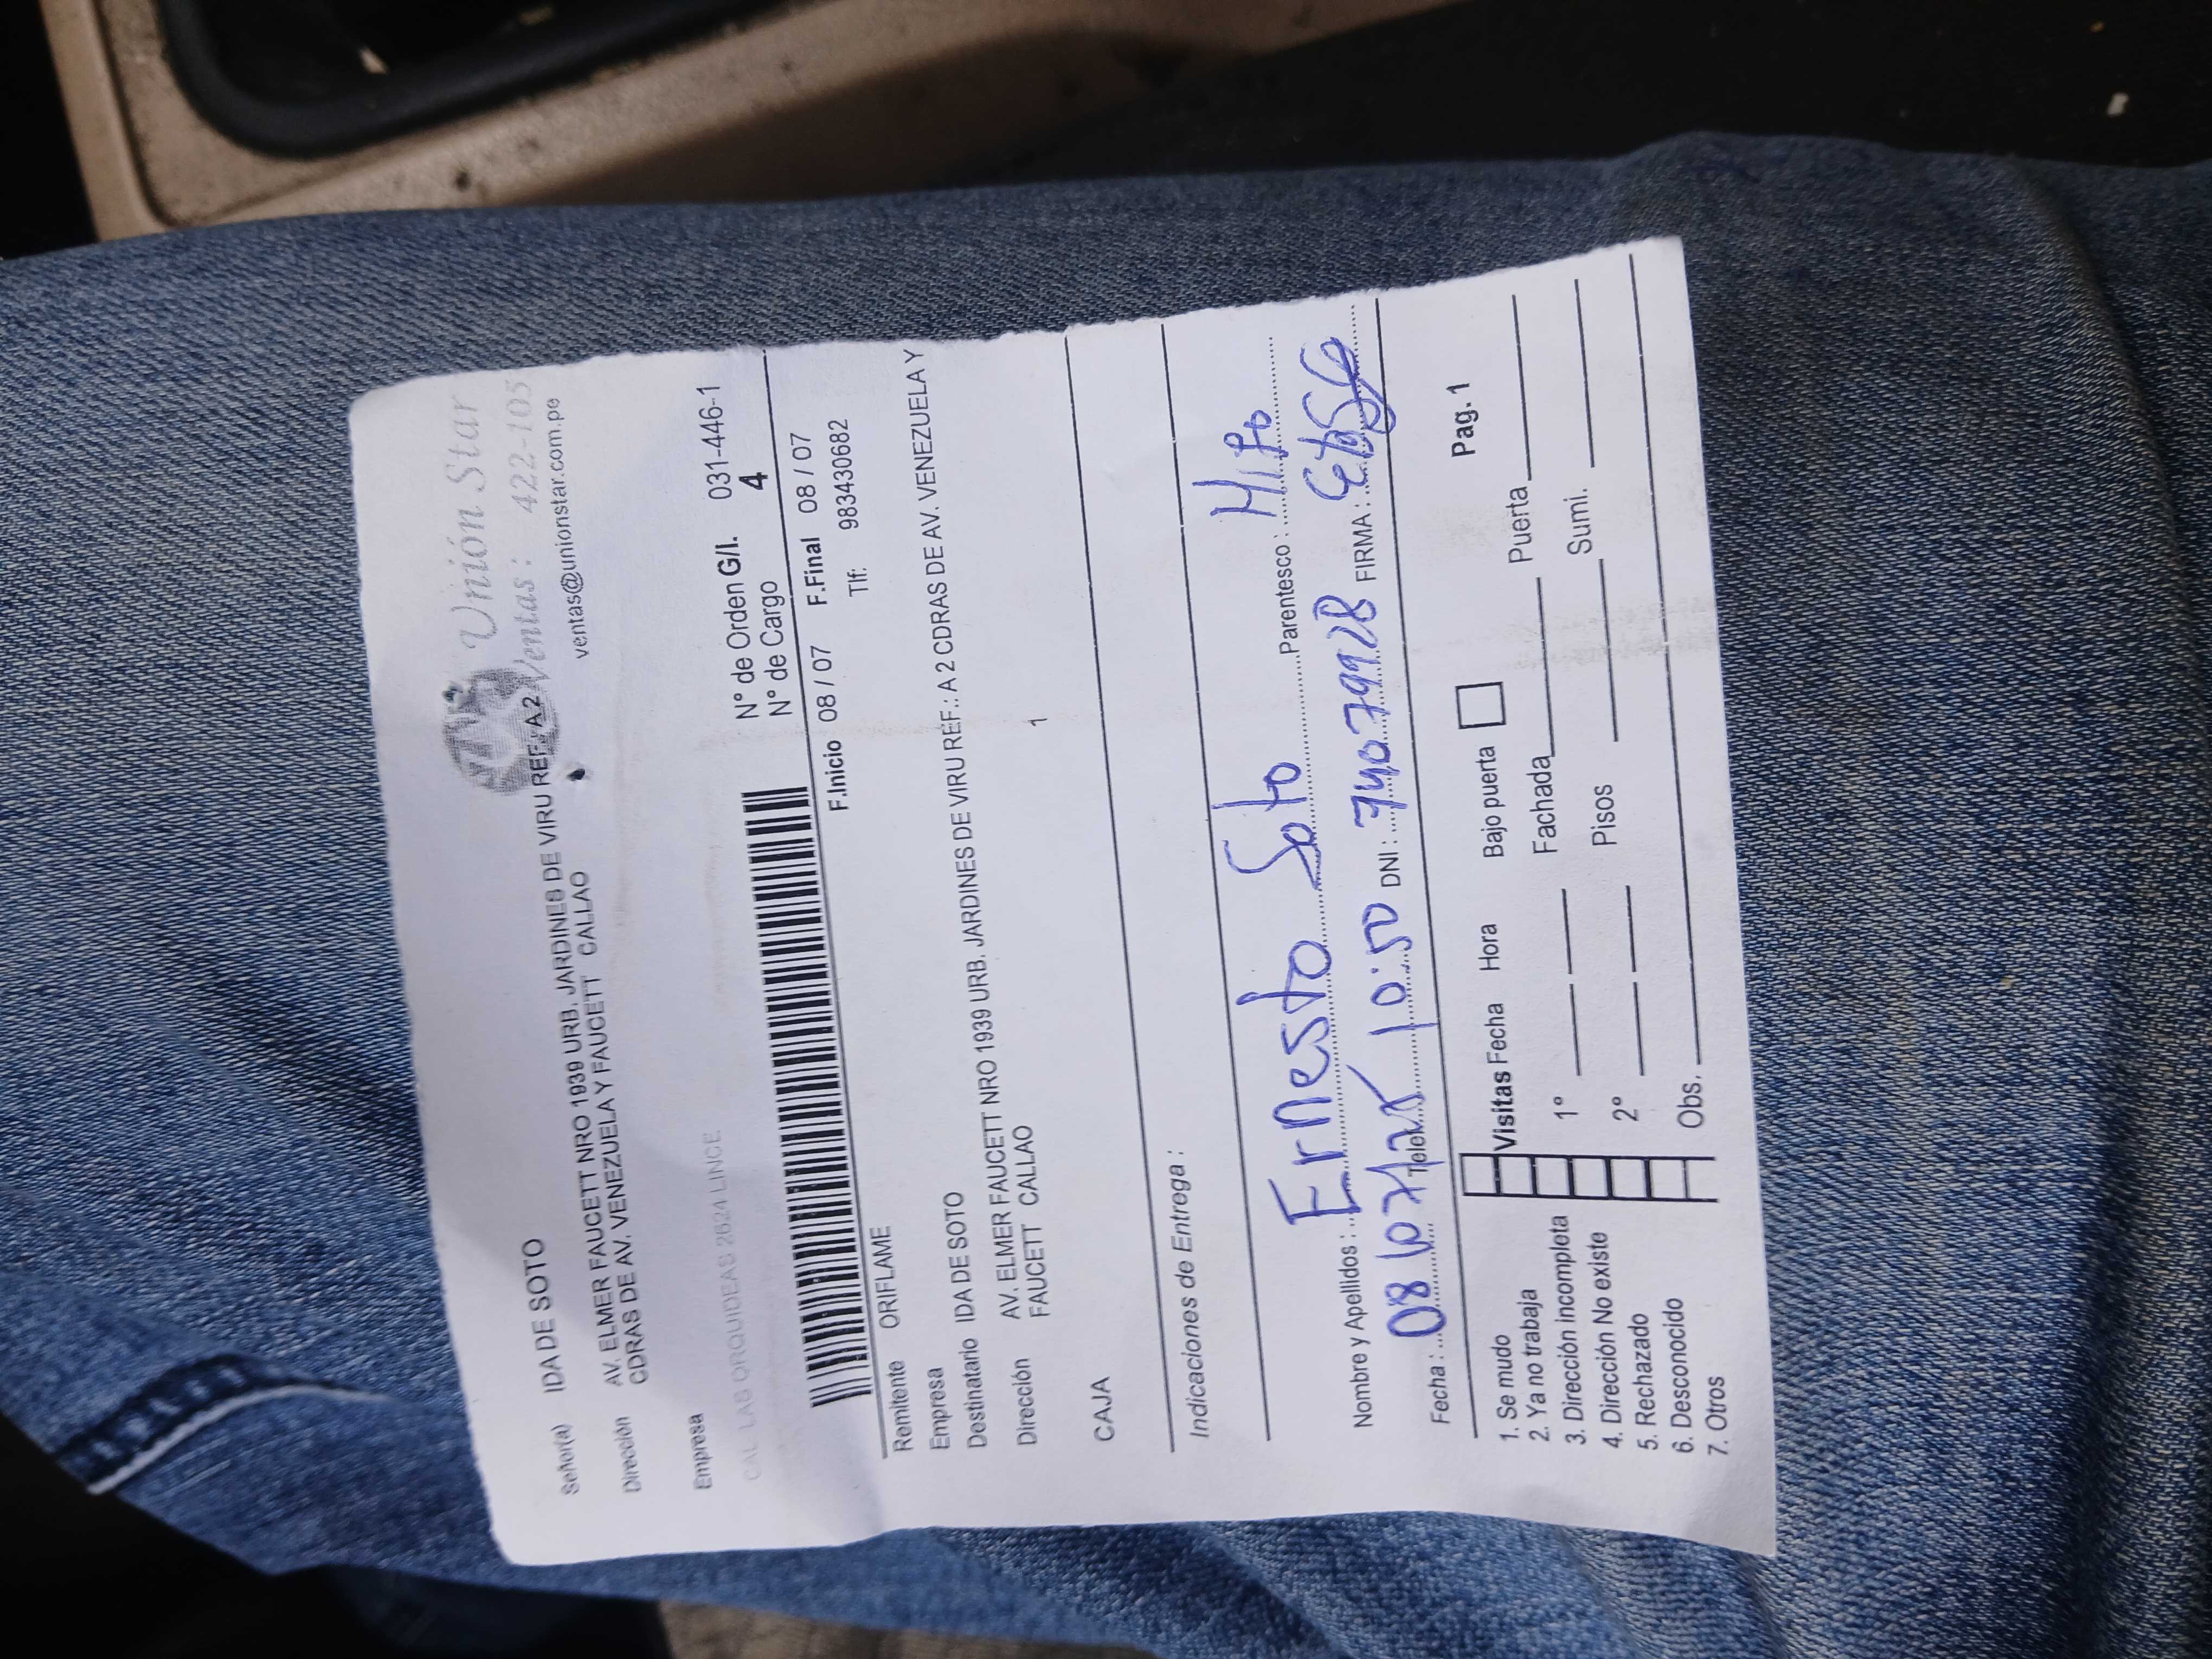 Unión Star
Ventas: 422-105
ventas@unionstar.com.pe
Señor(a) IDA DE SOTO
Dirección AV. ELMER FAUCETT NRO 1939 URB. JARDINES DE VIRU REF.: A 2
CDRAS DE AV. VENEZUELA Y FAUCETT CALLAO
Empresa
CAL. LAS ORQUIDEAS 2624 LINCE
N° de Orden G/I. 031-446-1
N° de Cargo 4
F.Inicio 08 / 07 F.Final 08 / 07
Remitente ORIFLAME Tlf: 983430682
Empresa
Destinatario IDA DE SOTO
Dirección AV. ELMER FAUCETT NRO 1939 URB. JARDINES DE VIRU REF.: A 2 CDRAS DE AV. VENEZUELA Y
FAUCETT CALLAO
CAJA 1
Indicaciones de Entrega :
Nombre y Apellidos : Ernesto Soto Parentesco : Hijo
Fecha : 08/07/ 10:50 DNI : 74079928 FIRMA :
1. Se mudo
2. Ya no trabaja
3. Dirección incompleta
4. Dirección No existe
5. Rechazado
6. Desconocido
7. Otros
Visitas Fecha Hora Bajo puerta Pag. 1
1° Fachada Puerta
2° Pisos Sumi.
Obs.